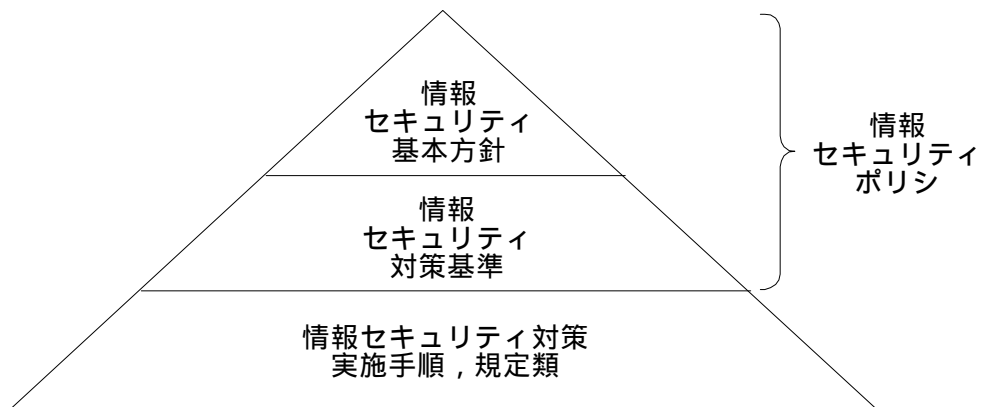 情報
セキュリティ
基本方針
情報
セキュリティ
対策基準
情報セキュリティ対策
実施手順，規定類
情報
セキュリティ
ポリシ